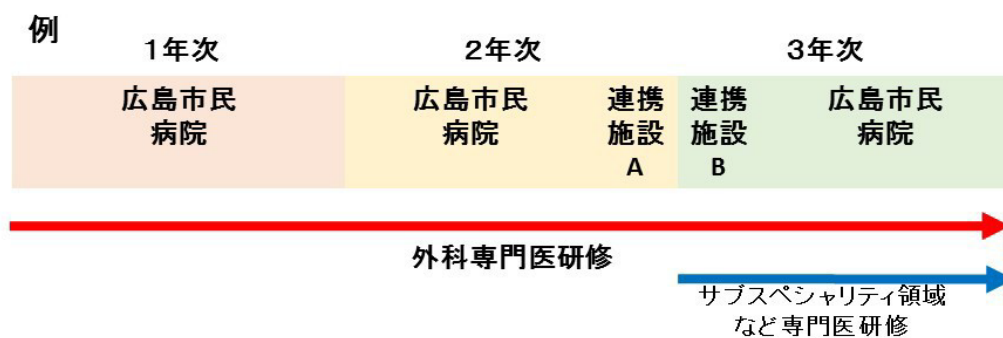 例
1年次
2年次
3年次
広島市民
病院
広島市民
病院
連携
施設
A
連携
施設
B
広島市民
病院
外科専門医研修
サブスペシャリティ領域
など専門医研修